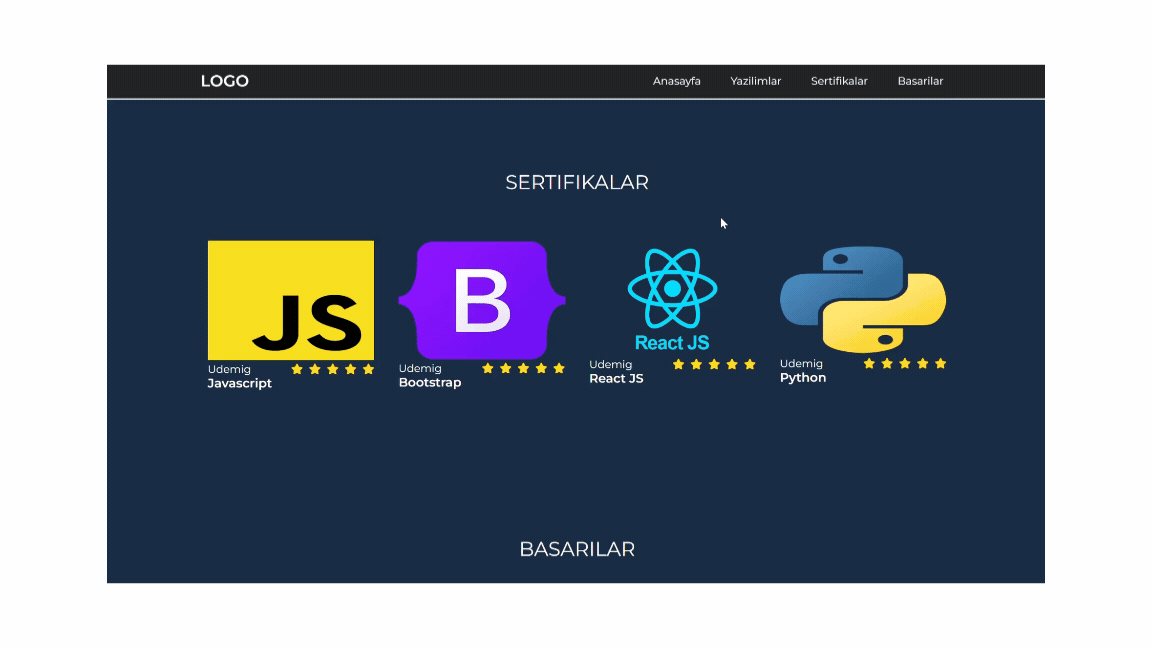 LOGO Anasayfa Yazilimlar Sertifikalar Basarilar
SERTIFIKALAR
JS
B
React JS
Udemig
Javascript
Udemig
Bootstrap
Udemig
React JS
Udemig
Python
BASARILAR